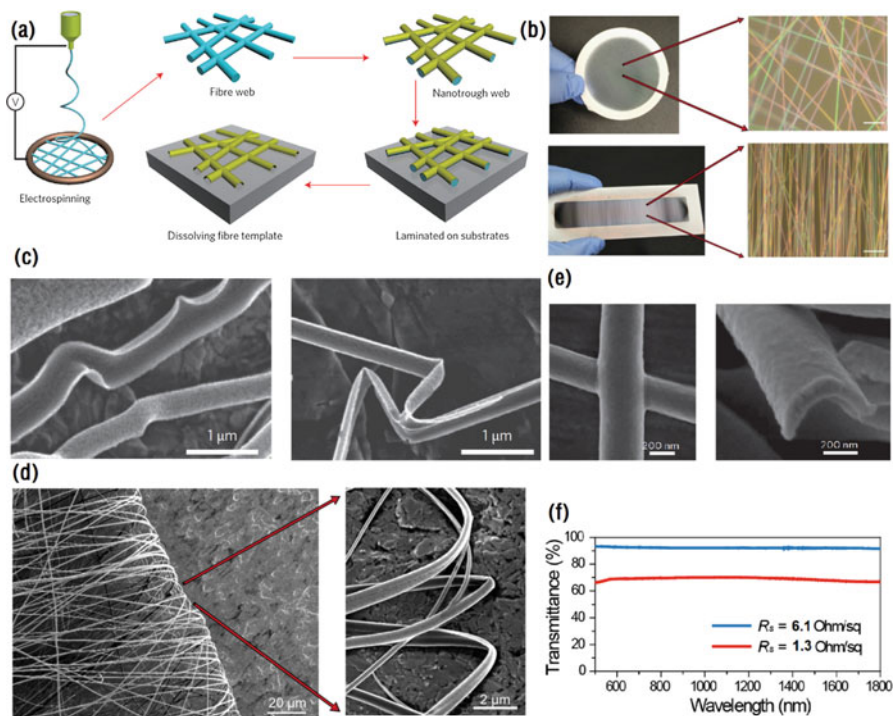 (a)
V
Electrospinning
Fibre web
Nanotrough web
Dissolving fibre template
Laminated on substrates
(b)
(c)
1 µm
1 µm
(e)
200 nm
200 nm
(d)
20 µm
2 µm
(f)
Transmittance (%)
100
80
60
40
20
0
Rs = 6.1 Ohm/sq
Rs = 1.3 Ohm/sq
600 800 1000 1200 1400 1600 1800
Wavelength (nm)